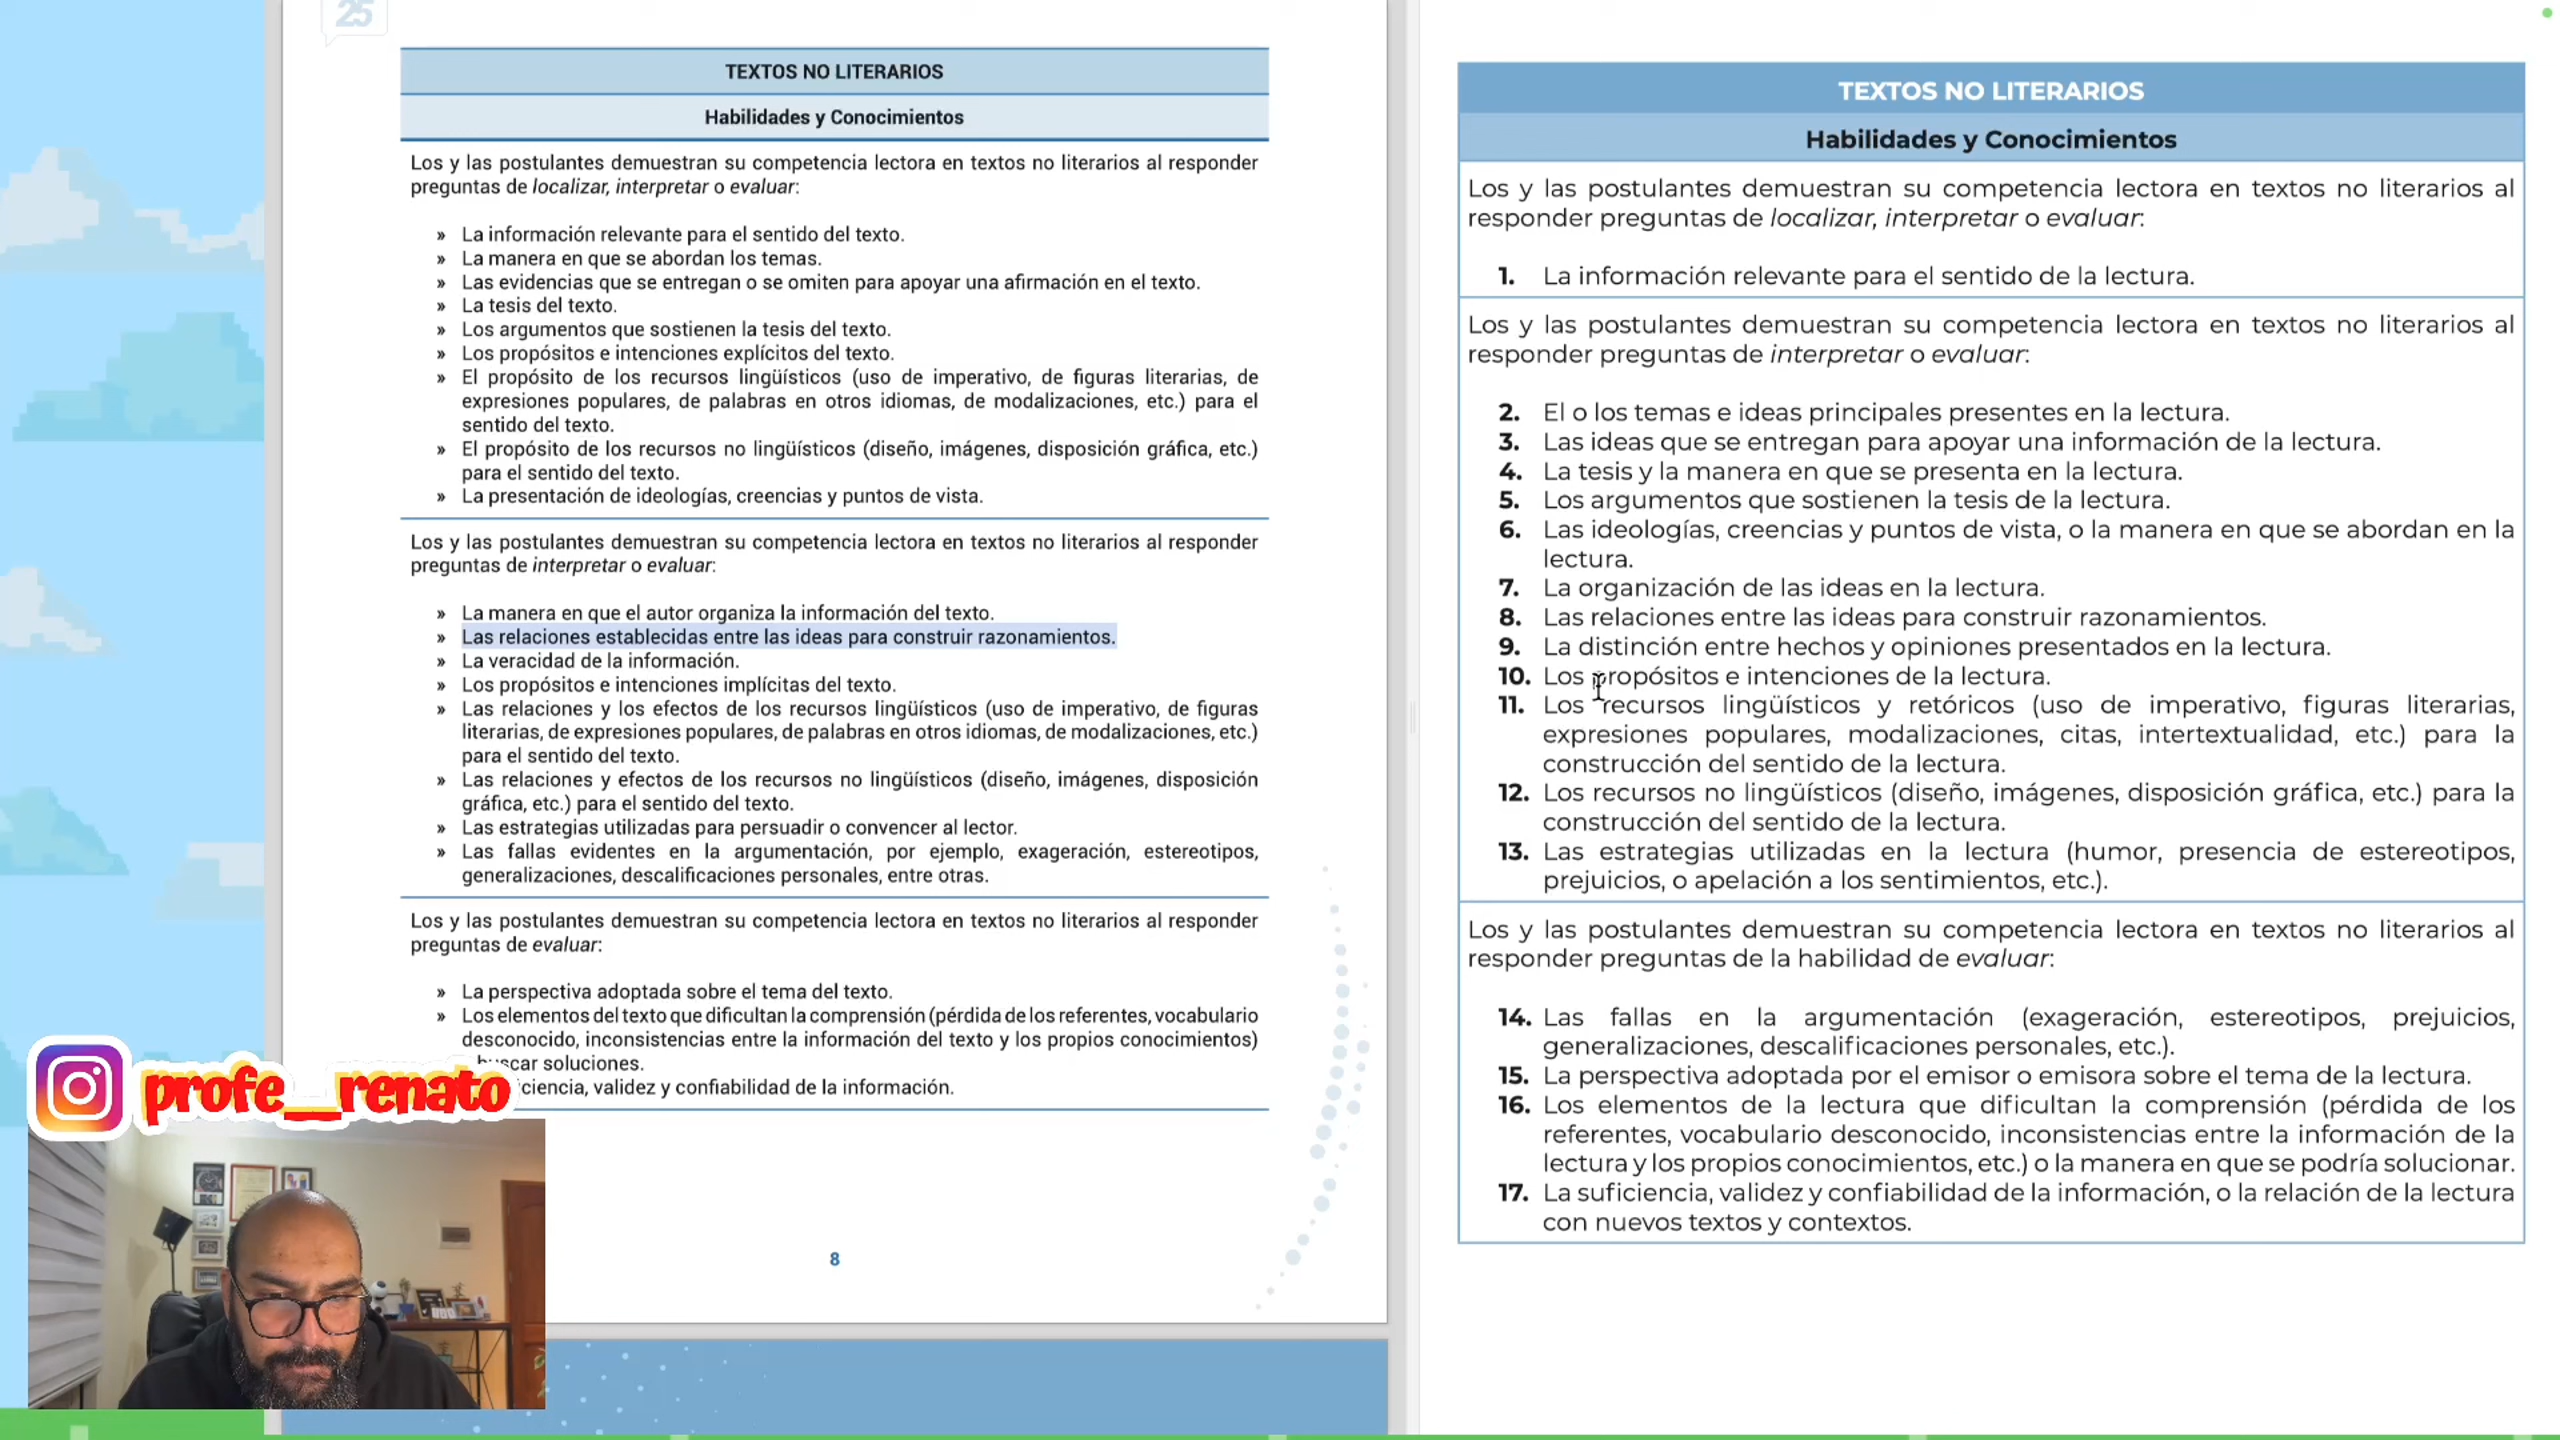 25
TEXTOS NO LITERARIOS
Habilidades y Conocimientos
Los y las postulantes demuestran su competencia lectora en textos no literarios al responder
preguntas de localizar, interpretar o evaluar:
» La información relevante para el sentido del texto.
» La manera en que se abordan los temas.
» Las evidencias que se entregan o se omiten para apoyar una afirmación en el texto.
» La tesis del texto.
» Los argumentos que sostienen la tesis del texto.
» Los propósitos e intenciones explícitos del texto.
» El propósito de los recursos lingüísticos (uso de imperativo, de figuras literarias, de
expresiones populares, de palabras en otros idiomas, de modalizaciones, etc.) para el
sentido del texto.
» El propósito de los recursos no lingüísticos (diseño, imágenes, disposición gráfica, etc.)
para el sentido del texto.
» La presentación de ideologías, creencias y puntos de vista.
Los y las postulantes demuestran su competencia lectora en textos no literarios al responder
preguntas de interpretar o evaluar:
» La manera en que el autor organiza la información del texto.
» Las relaciones establecidas entre las ideas para construir razonamientos.
» La veracidad de la información.
» Los propósitos e intenciones implícitas del texto.
» Las relaciones y los efectos de los recursos lingüísticos (uso de imperativo, de figuras
literarias, de expresiones populares, de palabras en otros idiomas, de modalizaciones, etc.)
para el sentido del texto.
» Las relaciones y efectos de los recursos no lingüísticos (diseño, imágenes, disposición
gráfica, etc.) para el sentido del texto.
» Las estrategias utilizadas para persuadir o convencer al lector.
» Las fallas evidentes en la argumentación, por ejemplo, exageración, estereotipos,
generalizaciones, descalificaciones personales, entre otras.
Los y las postulantes demuestran su competencia lectora en textos no literarios al responder
preguntas de evaluar:
» La perspectiva adoptada sobre el tema del texto.
» Los elementos del texto que dificultan la comprensión (pérdida de los referentes, vocabulario
desconocido, inconsistencias entre la información del texto y los propios conocimientos)
buscar soluciones.
validez y confiabilidad de la información.
8
profe__renato
TEXTOS NO LITERARIOS
Habilidades y Conocimientos
Los y las postulantes demuestran su competencia lectora en textos no literarios al
responder preguntas de localizar, interpretar o evaluar:
1. La información relevante para el sentido de la lectura.
Los y las postulantes demuestran su competencia lectora en textos no literarios al
responder preguntas de interpretar o evaluar:
2. El o los temas e ideas principales presentes en la lectura.
3. Las ideas que se entregan para apoyar una información de la lectura.
4. La tesis y la manera en que se presenta en la lectura.
5. Los argumentos que sostienen la tesis de la lectura.
6. Las ideologías, creencias y puntos de vista, o la manera en que se abordan en la
lectura.
7. La organización de las ideas en la lectura.
8. Las relaciones entre las ideas para construir razonamientos.
9. La distinción entre hechos y opiniones presentados en la lectura.
10. Los propósitos e intenciones de la lectura.
11. Los recursos lingüísticos y retóricos (uso de imperativo, figuras literarias,
expresiones populares, modalizaciones, citas, intertextualidad, etc.) para la
construcción del sentido de la lectura.
12. Los recursos no lingüísticos (diseño, imágenes, disposición gráfica, etc.) para la
construcción del sentido de la lectura.
13. Las estrategias utilizadas en la lectura (humor, presencia de estereotipos,
prejuicios, o apelación a los sentimientos, etc.).
Los y las postulantes demuestran su competencia lectora en textos no literarios al
responder preguntas de la habilidad de evaluar:
14. Las fallas en la argumentación (exageración, estereotipos, prejuicios,
generalizaciones, descalificaciones personales, etc.).
15. La perspectiva adoptada por el emisor o emisora sobre el tema de la lectura.
16. Los elementos de la lectura que dificultan la comprensión (pérdida de los
referentes, vocabulario desconocido, inconsistencias entre la información de la
lectura y los propios conocimientos, etc.) o la manera en que se podría solucionar.
17. La suficiencia, validez y confiabilidad de la información, o la relación de la lectura
con nuevos textos y contextos.